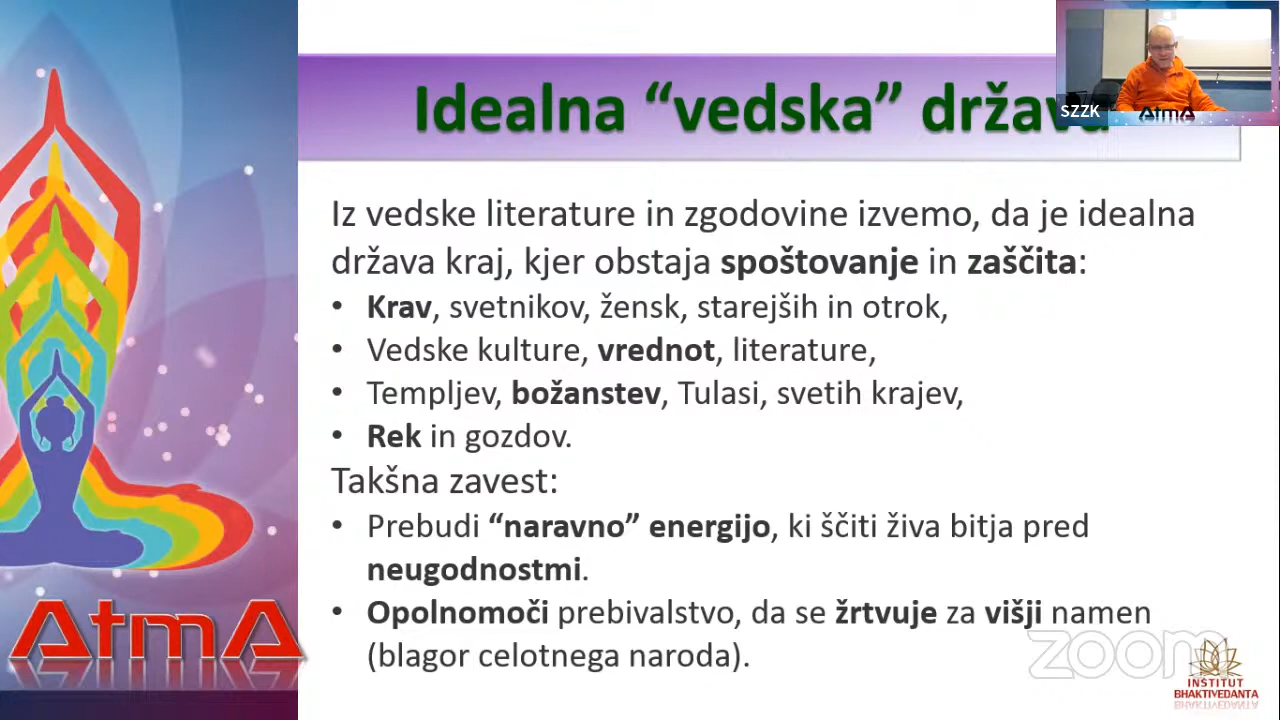 Idealna “vedska” država
SZZK
AtmA
Iz vedske literature in zgodovine izvemo, da je idealna
država kraj, kjer obstaja spoštovanje in zaščita:
• Krav, svetnikov, žensk, starejših in otrok,
• Vedske kulture, vrednot, literature,
• Templjev, božanstev, Tulasi, svetih krajev,
• Rek in gozdov.
Takšna zavest:
• Prebudi “naravno” energijo, ki ščiti živa bitja pred
neugodnostmi.
• Opolnomoči prebivalstvo, da se žrtvuje za višji namen
(blagor celotnega naroda).
AtmA
zoom
INŠTITUT
BHAKTIVEDANTA